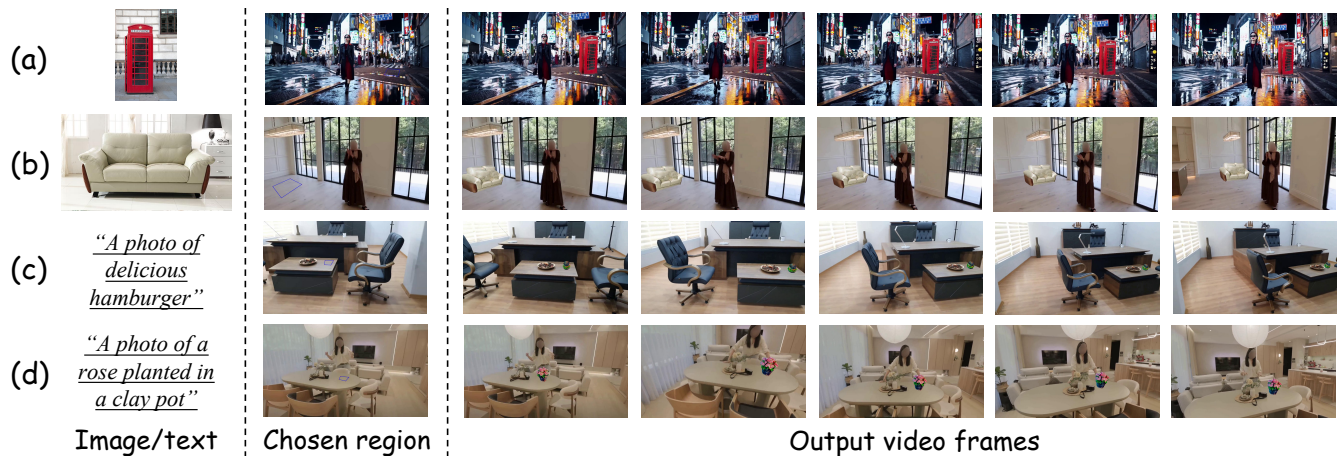 (a)
(b)
(c)
“A photo of
delicious
hamburger”
(d)
“A photo of a
rose planted in
a clay pot”
Image/text
Chosen region
Output video frames